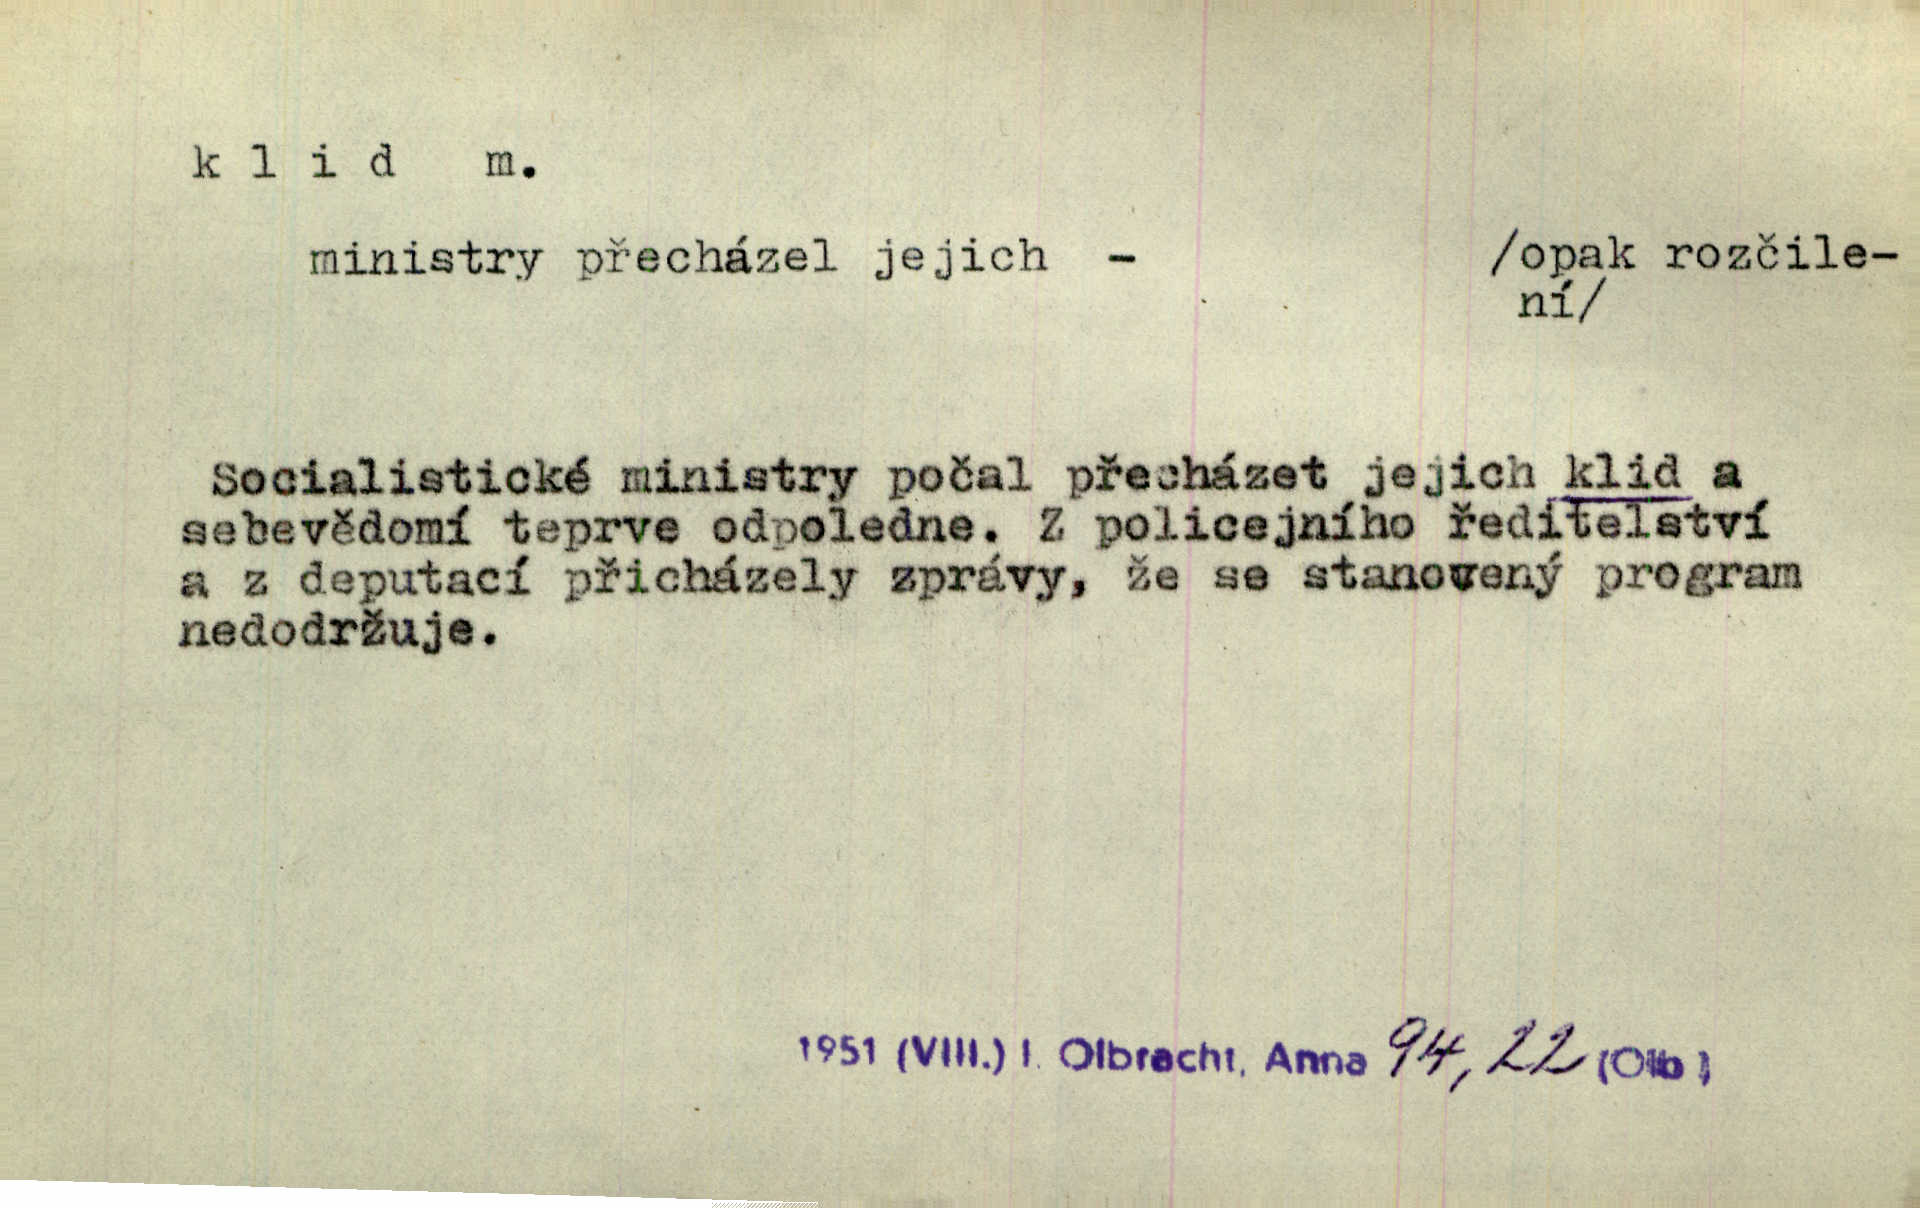 klid m.
ministry přecházel jejich - /opak rozčile-
ní/
Socialistické ministry počal přecházet jejich klid a
sebevědomí teprve odpoledne. Z policejního ředitelství
a z deputací přicházely zprávy, že se stanovený program
nedodržuje.
1951 (VIII.) I. Olbracht, Anna 94,22 (Olb)